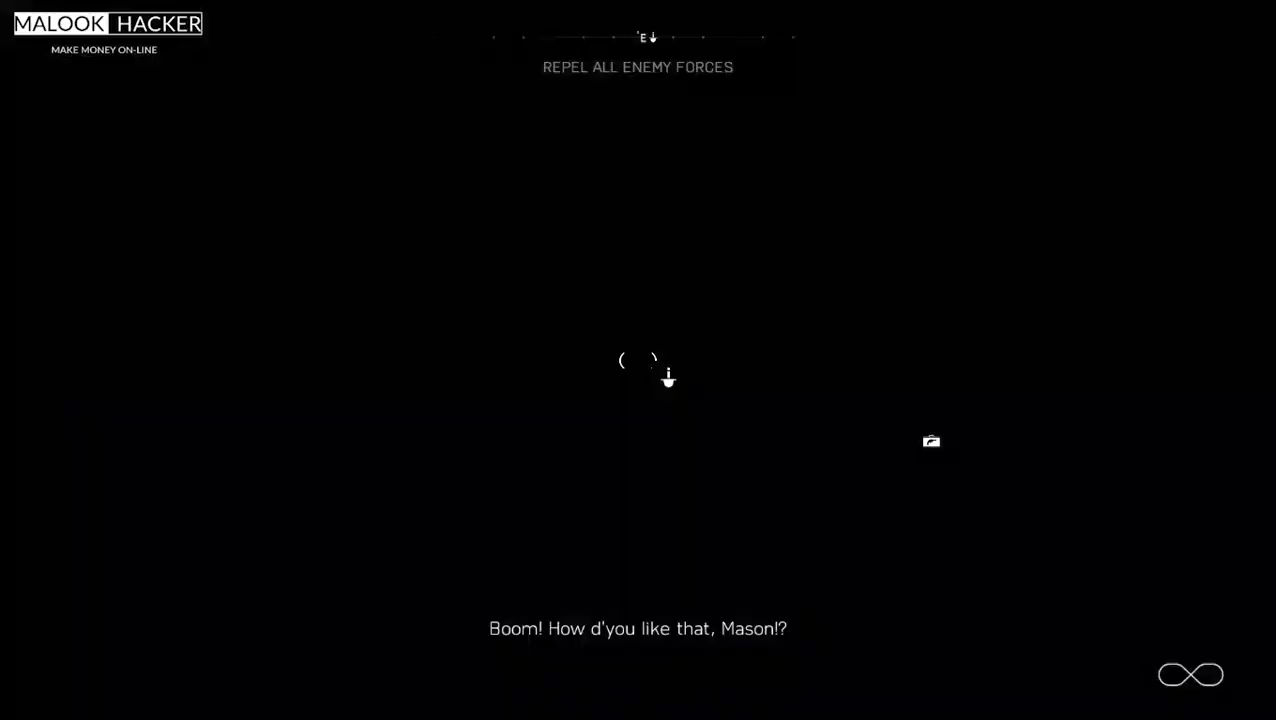 MALOOK HACKER
MAKE MONEY ON-LINE
E
REPEL ALL ENEMY FORCES
Boom! How d'you like that, Mason!?